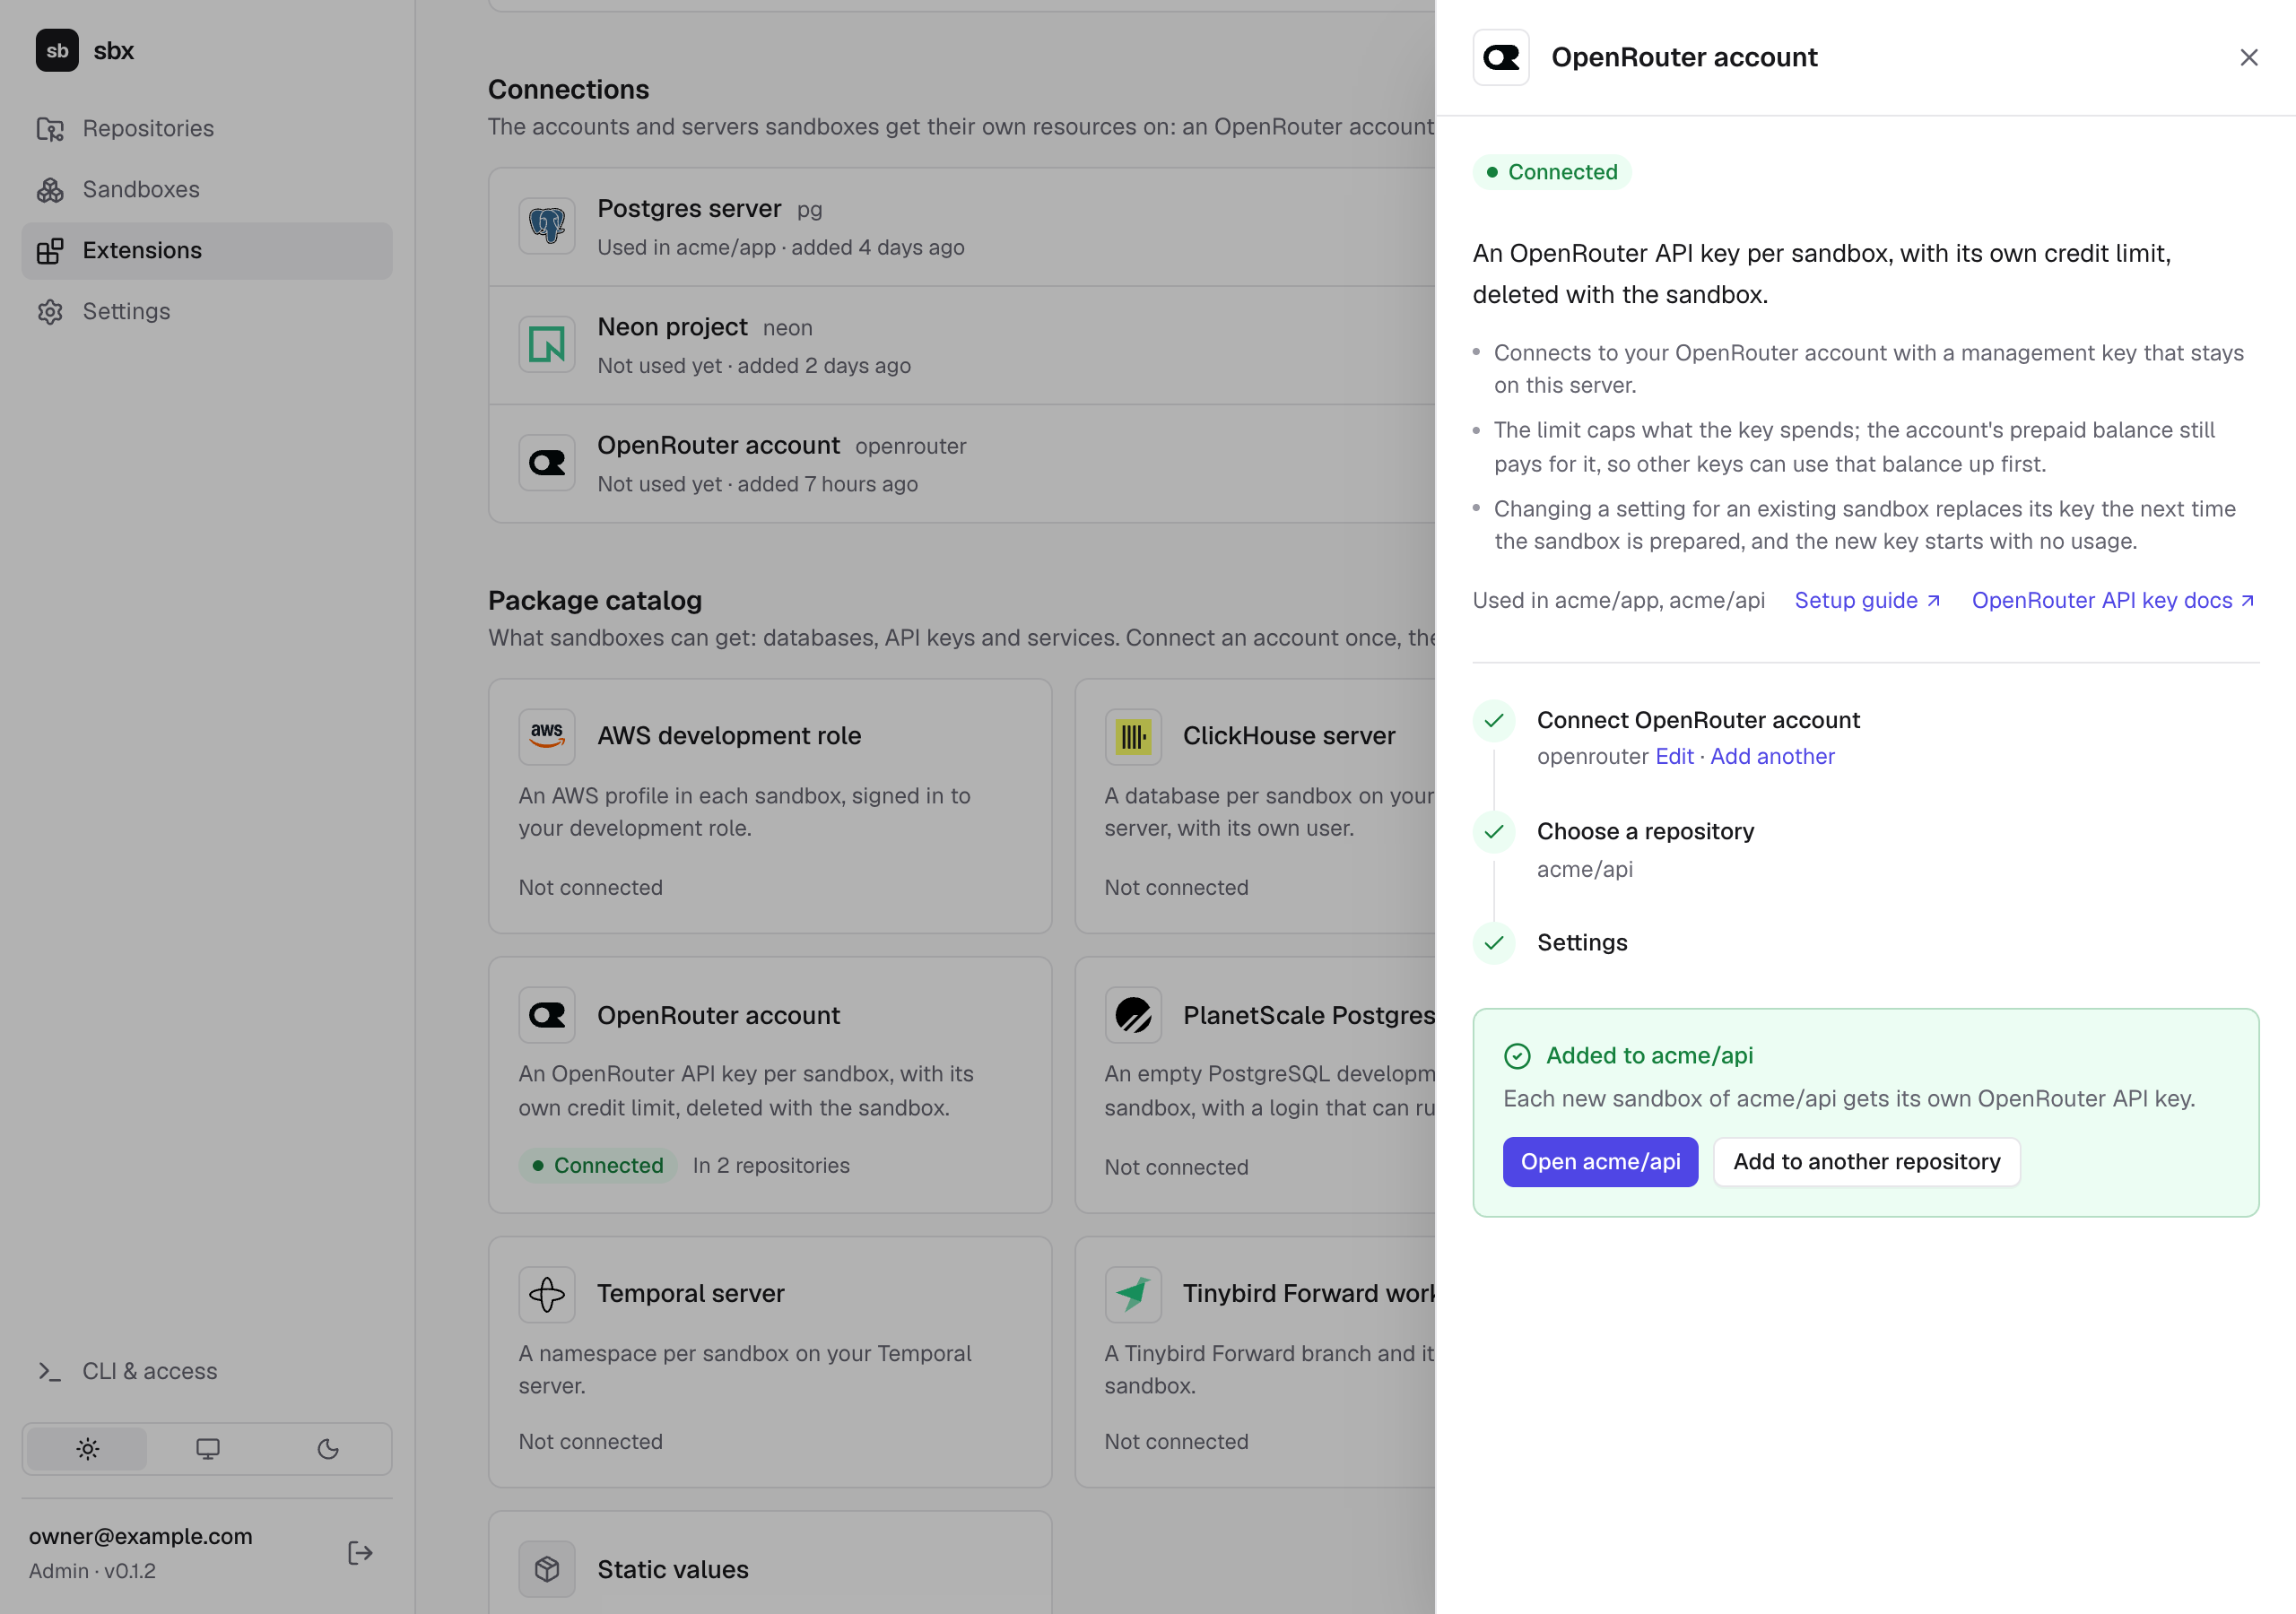 sb sbx
Repositories
Sandboxes
Extensions
Settings
CLI & access
owner@example.com
Admin · v0.1.2
Connections
The accounts and servers sandboxes get their own resources on: an OpenRouter account
Postgres server pg
Used in acme/app · added 4 days ago
Neon project neon
Not used yet · added 2 days ago
OpenRouter account openrouter
Not used yet · added 7 hours ago
Package catalog
What sandboxes can get: databases, API keys and services. Connect an account once, the
aws AWS development role
An AWS profile in each sandbox, signed in to
your development role.
Not connected
ClickHouse server
A database per sandbox on your
server, with its own user.
Not connected
OpenRouter account
An OpenRouter API key per sandbox, with its
own credit limit, deleted with the sandbox.
Connected In 2 repositories
PlanetScale Postgres
An empty PostgreSQL developm
sandbox, with a login that can ru
Not connected
Temporal server
A namespace per sandbox on your Temporal
server.
Not connected
Tinybird Forward work
A Tinybird Forward branch and it
sandbox.
Not connected
Static values
OpenRouter account
Connected
An OpenRouter API key per sandbox, with its own credit limit,
deleted with the sandbox.
Connects to your OpenRouter account with a management key that stays
on this server.
The limit caps what the key spends; the account's prepaid balance still
pays for it, so other keys can use that balance up first.
Changing a setting for an existing sandbox replaces its key the next time
the sandbox is prepared, and the new key starts with no usage.
Used in acme/app, acme/api Setup guide OpenRouter API key docs
Connect OpenRouter account
openrouter Edit · Add another
Choose a repository
acme/api
Settings
Added to acme/api
Each new sandbox of acme/api gets its own OpenRouter API key.
Open acme/api Add to another repository